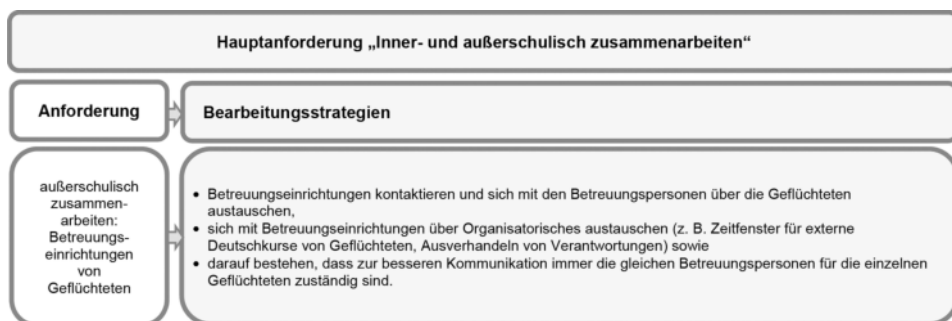 Hauptanforderung „Inner- und außerschulisch zusammenarbeiten“
Anforderung
Bearbeitungsstrategien
außerschulisch
zusammen-
arbeiten:
Betreuungs-
einrichtungen
von
Geflüchteten
• Betreuungseinrichtungen kontaktieren und sich mit den Betreuungspersonen über die Geflüchteten
austauschen,
• sich mit Betreuungseinrichtungen über Organisatorisches austauschen (z. B. Zeitfenster für externe
Deutschkurse von Geflüchteten, Ausverhandeln von Verantwortungen) sowie
• darauf bestehen, dass zur besseren Kommunikation immer die gleichen Betreuungspersonen für die einzelnen
Geflüchteten zuständig sind.